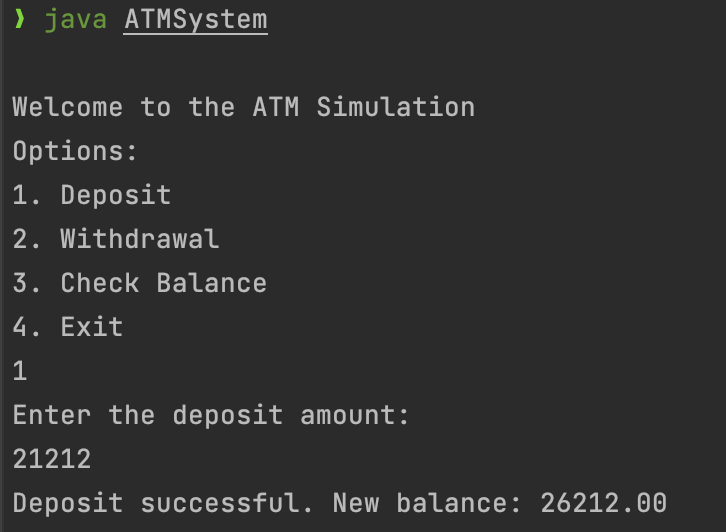 ❯ java ATMSystem
Welcome to the ATM Simulation
Options:
1. Deposit
2. Withdrawal
3. Check Balance
4. Exit
1
Enter the deposit amount:
21212
Deposit successful. New balance: 26212.00